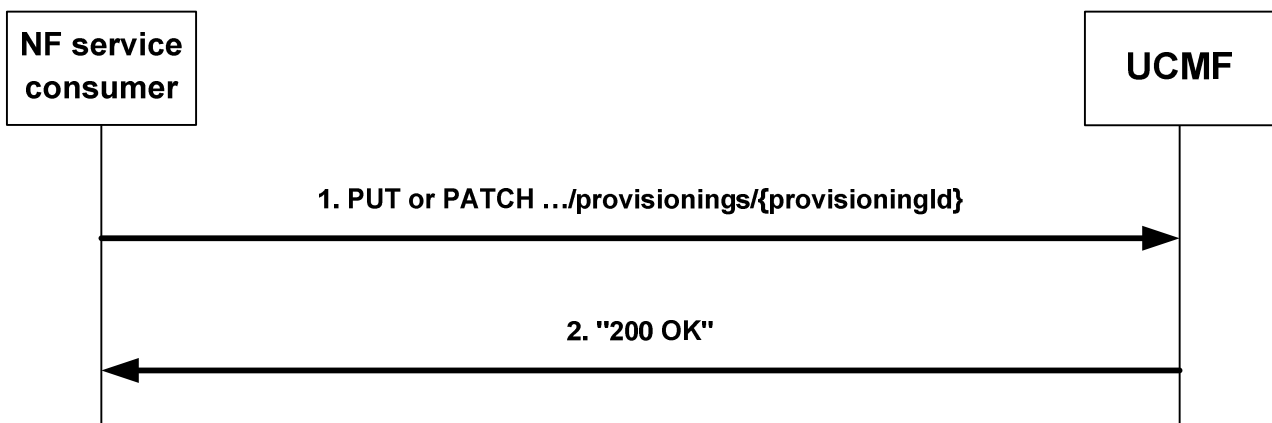 NF service
consumer
UCMF
1. PUT or PATCH …/provisionings/{provisioningId}
2. "200 OK"